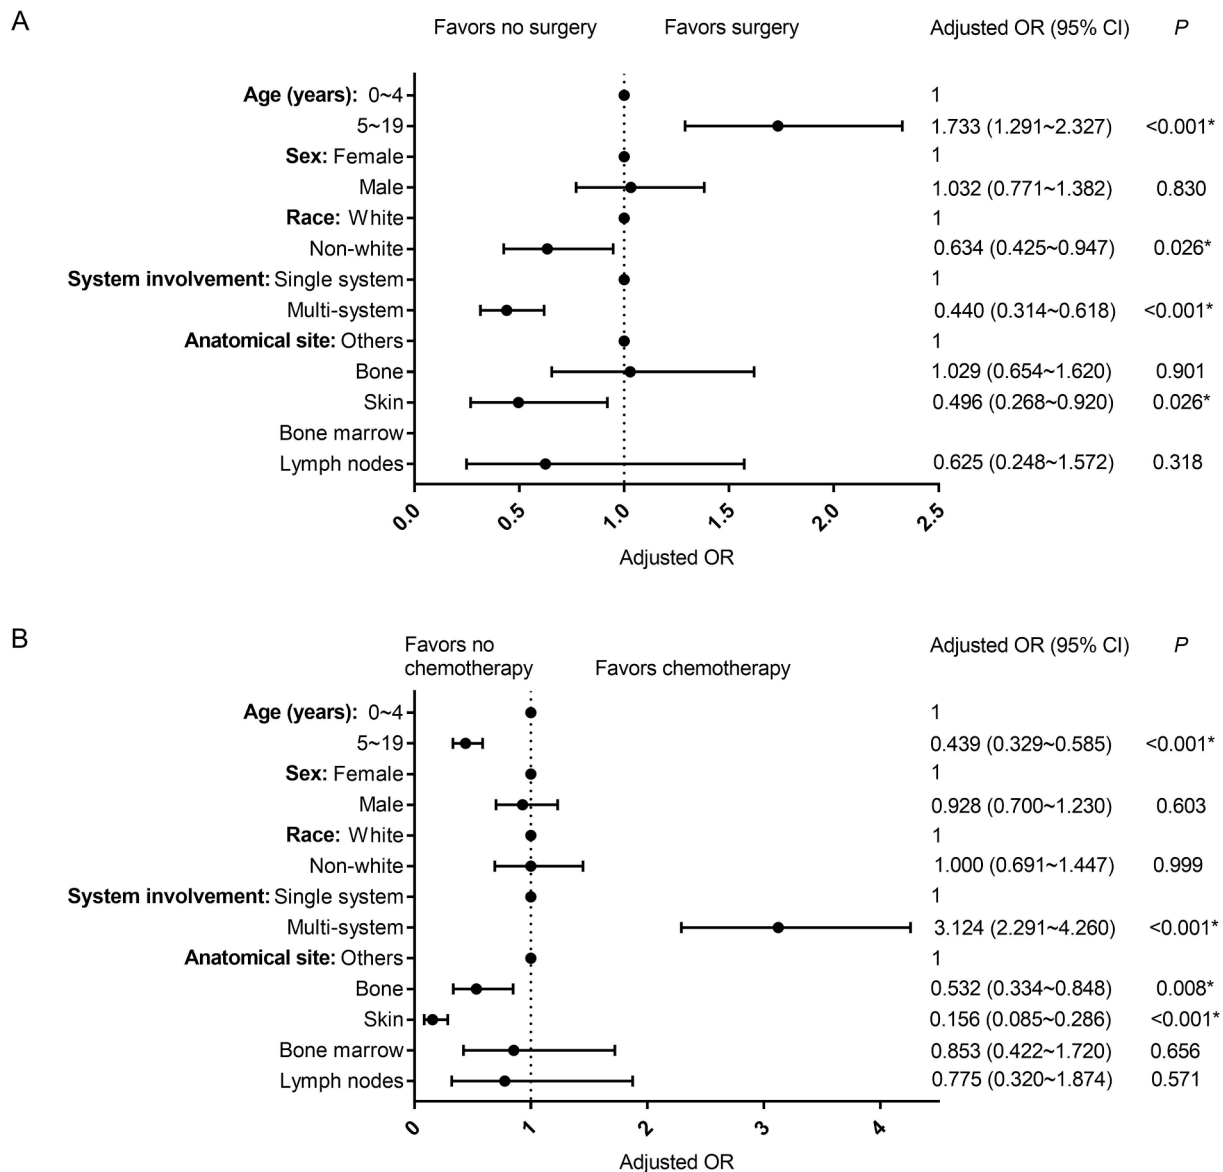 A
Favors no surgery Favors surgery Adjusted OR (95% CI) P
Age (years): 0~4 1
5~19 1.733 (1.291~2.327) <0.001*
Sex: Female 1
Male 1.032 (0.771~1.382) 0.830
Race: White 1
Non-white 0.634 (0.425~0.947) 0.026*
System involvement: Single system 1
Multi-system 0.440 (0.314~0.618) <0.001*
Anatomical site: Others 1
Bone 1.029 (0.654~1.620) 0.901
Skin 0.496 (0.268~0.920) 0.026*
Bone marrow
Lymph nodes 0.625 (0.248~1.572) 0.318
0.0 0.5 1.0 1.5 2.0 2.5
Adjusted OR
B
Favors no
chemotherapy Favors chemotherapy Adjusted OR (95% CI) P
Age (years): 0~4 1
5~19 0.439 (0.329~0.585) <0.001*
Sex: Female 1
Male 0.928 (0.700~1.230) 0.603
Race: White 1
Non-white 1.000 (0.691~1.447) 0.999
System involvement: Single system 1
Multi-system 3.124 (2.291~4.260) <0.001*
Anatomical site: Others 1
Bone 0.532 (0.334~0.848) 0.008*
Skin 0.156 (0.085~0.286) <0.001*
Bone marrow 0.853 (0.422~1.720) 0.656
Lymph nodes 0.775 (0.320~1.874) 0.571
0 1 2 3 4
Adjusted OR